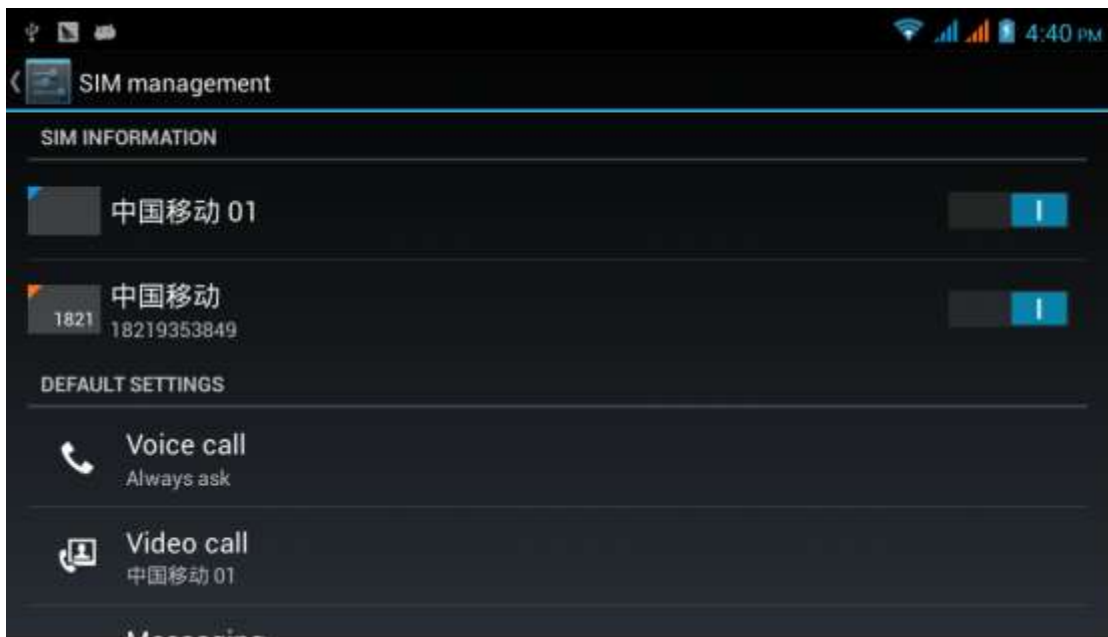 4:40 PM
SIM management
SIM INFORMATION
中国移动 01
中国移动
1821
18219353849
DEFAULT SETTINGS
Voice call
Always ask
Video call
中国移动 01
Messaging